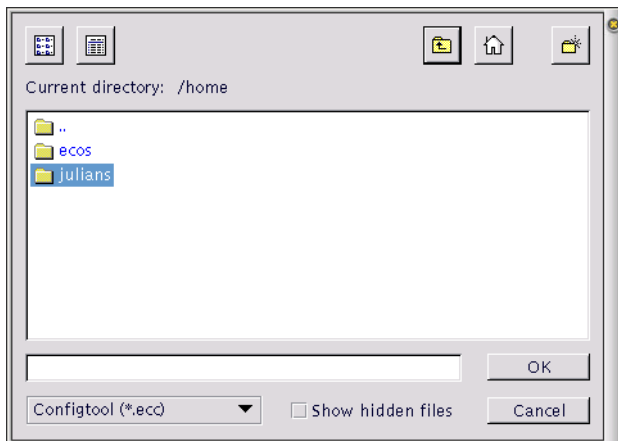 Current directory: /home
..
ecos
julians
OK
Configtool (*.ecc)
Show hidden files
Cancel